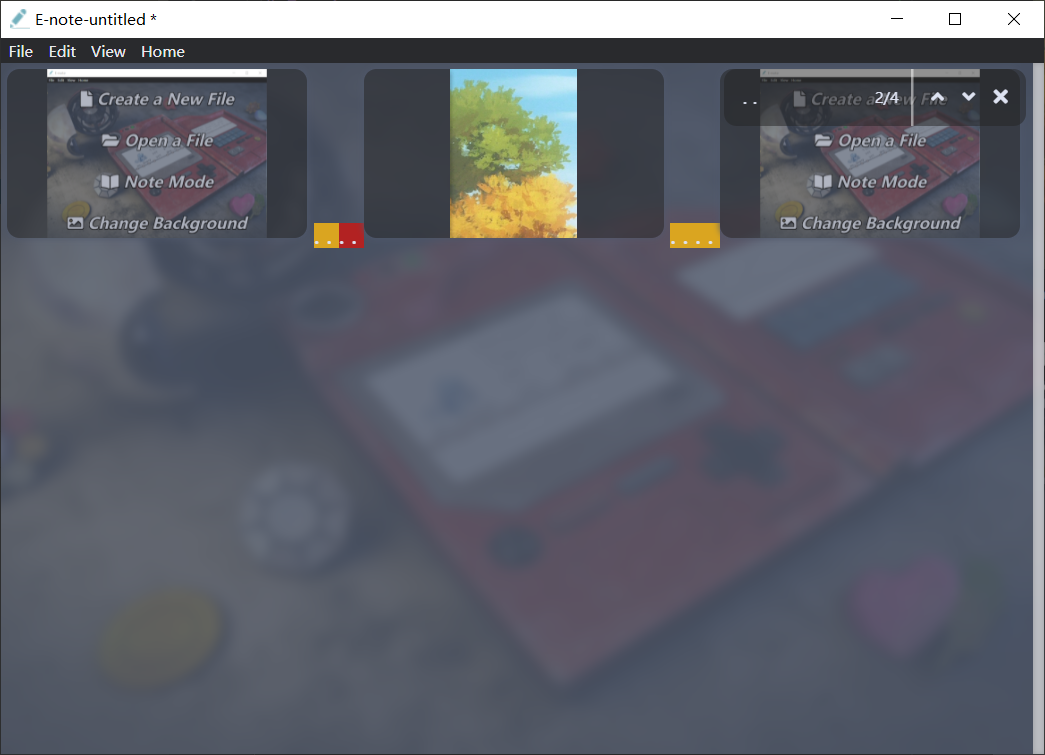 E-note-untitled *
File Edit View Home
Create a New File
Open a File
Note Mode
Change Background
. . . .
. . . .
. . 2/4
Create a New File
Open a File
Note Mode
Change Background